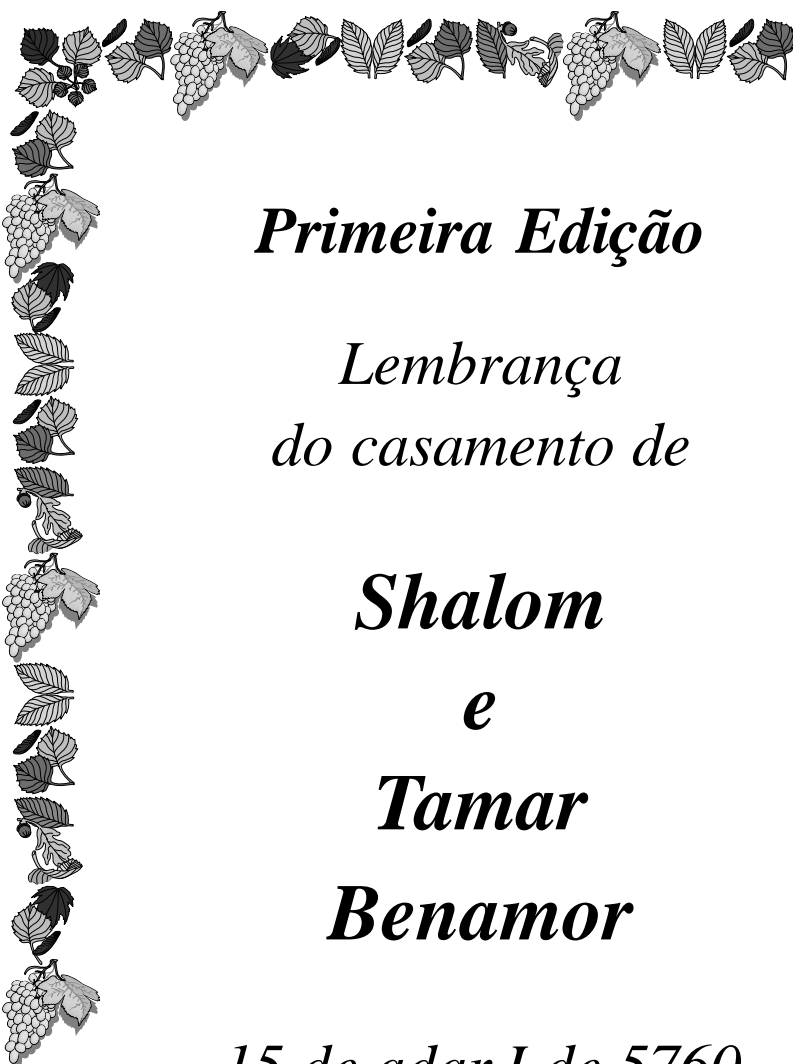 Primeira Edição
Lembrança
do casamento de
Shalom
e
Tamar
Benamor
15 de adar I de 5760